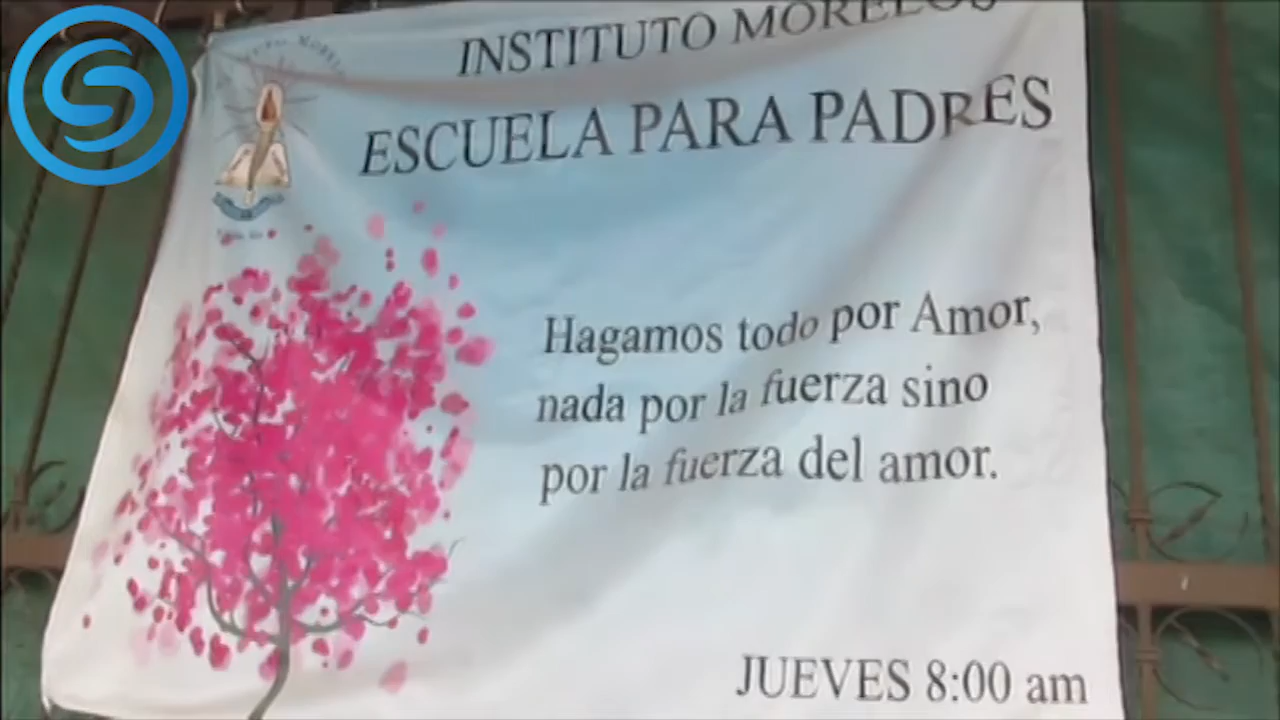 INSTITUTO MORELOS
ESCUELA PARA PADRES
Hagamos todo por Amor,
nada por la fuerza sino
por la fuerza del amor.
JUEVES 8:00 am